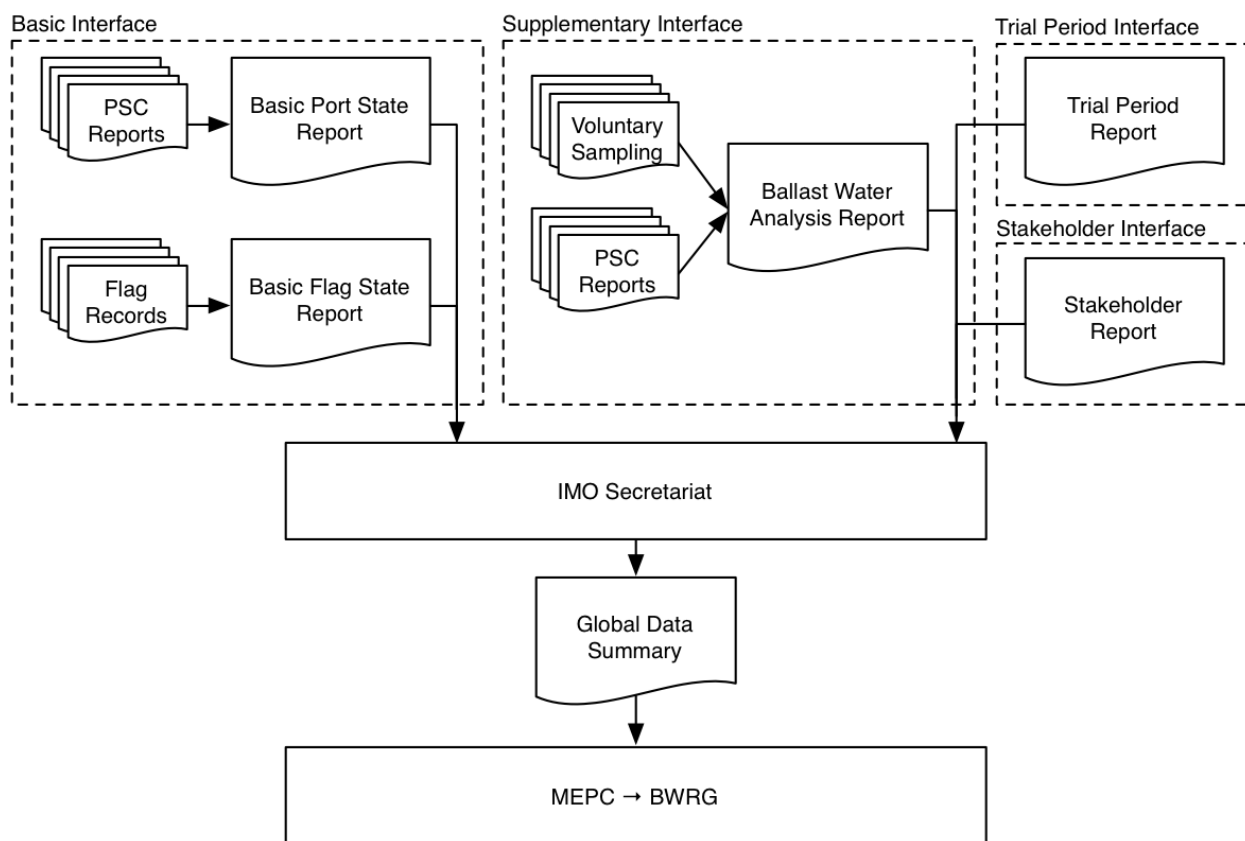 Basic Interface
PSC
Reports
Basic Port State
Report
Flag
Records
Basic Flag State
Report
Supplementary Interface
Voluntary
Sampling
PSC
Reports
Ballast Water
Analysis Report
Trial Period Interface
Trial Period
Report
Stakeholder Interface
Stakeholder
Report
IMO Secretariat
Global Data
Summary
MEPC → BWRG